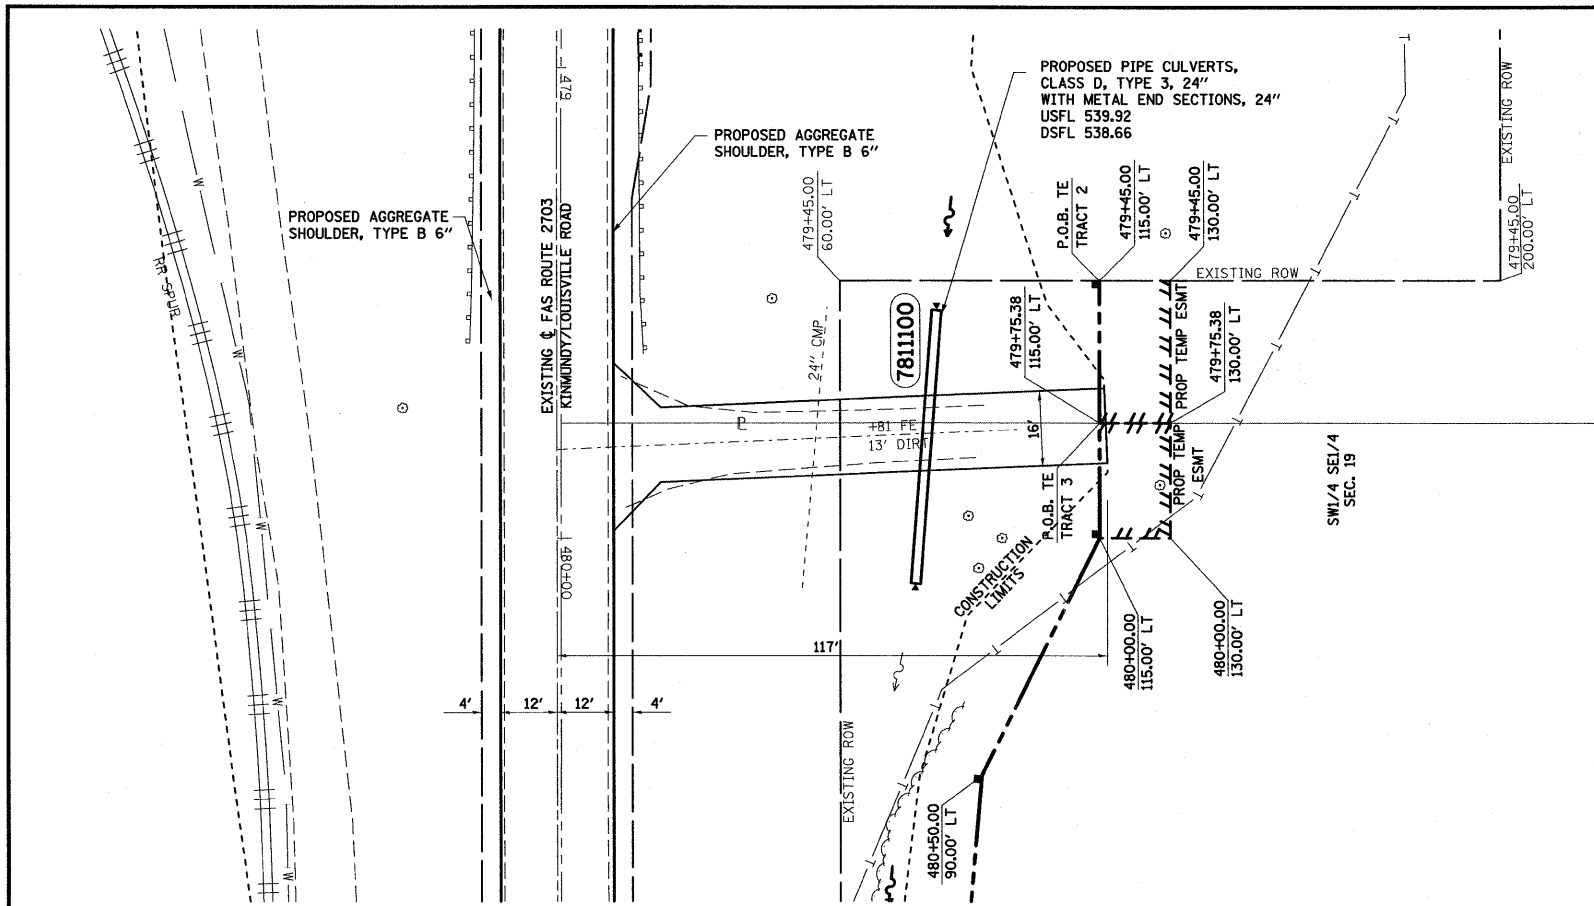 PROPOSED PIPE CULVERTS,
CLASS D, TYPE 3, 24"
WITH METAL END SECTIONS, 24"
USFL 539.92
DSFL 538.66
PROPOSED AGGREGATE
SHOULDER, TYPE B 6"
PROPOSED AGGREGATE
SHOULDER, TYPE B 6"
EXISTING ℄ FAS ROUTE 2703
KINMUNDY/LOUISVILLE ROAD
479
480+00
RR SPUR
W
W
W
W
W
W
479+45.00
60.00' LT
P.O.B. TE
TRACT 2
479+45.00
115.00' LT
479+45.00
130.00' LT
EXISTING ROW
479+45.00
200.00' LT
EXISTING ROW
24" CMP
7811100
479+75.38
115.00' LT
PROP TEMP ESMT
479+75.38
130.00' LT
℄
+81 FE
13' DIRT
16'
P.O.B. TE
TRACT 3
PROP TEMP
ESMT
SW1/4 SE1/4
SEC. 19
CONSTRUCTION
LIMITS
117'
4'
12'
12'
4'
480+00.00
115.00' LT
480+00.00
130.00' LT
EXISTING ROW
480+50.00
90.00' LT
T
T
T
T
T
T
T
T
T
T
T
T
T